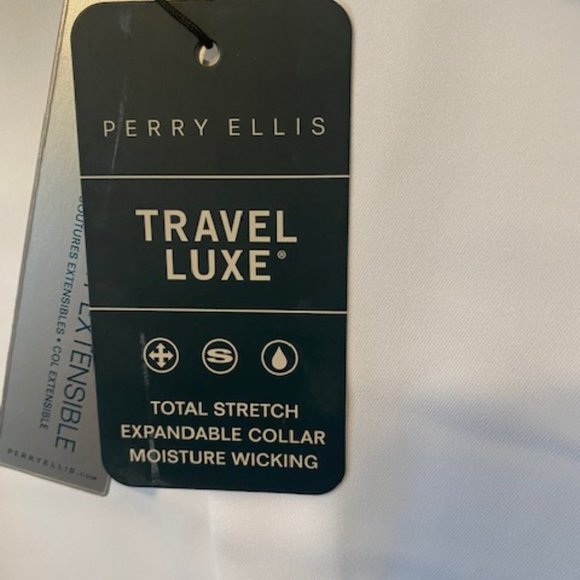 PERRY ELLIS
TRAVEL
LUXE®
S
TOTAL STRETCH
EXPANDABLE COLLAR
MOISTURE WICKING
EXTENSIBLE
COUTURES EXTENSIBLES • COL EXTENSIBLE
PERRYELLIS.COM